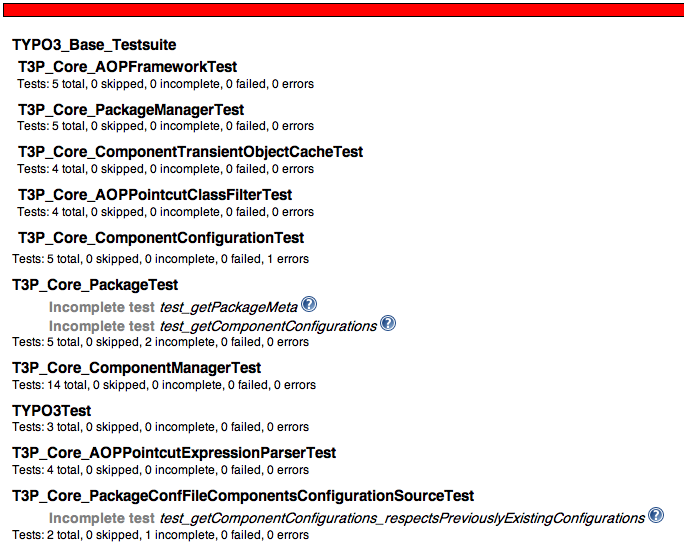 TYPO3_Base_Testsuite
T3P_Core_AOPFrameworkTest
Tests: 5 total, 0 skipped, 0 incomplete, 0 failed, 0 errors
T3P_Core_PackageManagerTest
Tests: 5 total, 0 skipped, 0 incomplete, 0 failed, 0 errors
T3P_Core_ComponentTransientObjectCacheTest
Tests: 4 total, 0 skipped, 0 incomplete, 0 failed, 0 errors
T3P_Core_AOPPointcutClassFilterTest
Tests: 4 total, 0 skipped, 0 incomplete, 0 failed, 0 errors
T3P_Core_ComponentConfigurationTest
Tests: 5 total, 0 skipped, 0 incomplete, 0 failed, 1 errors
T3P_Core_PackageTest
Incomplete test test_getPackageMeta ?
Incomplete test test_getComponentConfigurations ?
Tests: 5 total, 0 skipped, 2 incomplete, 0 failed, 0 errors
T3P_Core_ComponentManagerTest
Tests: 14 total, 0 skipped, 0 incomplete, 0 failed, 0 errors
TYPO3Test
Tests: 3 total, 0 skipped, 0 incomplete, 0 failed, 0 errors
T3P_Core_AOPPointcutExpressionParserTest
Tests: 4 total, 0 skipped, 0 incomplete, 0 failed, 0 errors
T3P_Core_PackageConfFileComponentsConfigurationSourceTest
Incomplete test test_getComponentConfigurations_respectsPreviouslyExistingConfigurations ?
Tests: 2 total, 0 skipped, 1 incomplete, 0 failed, 0 errors